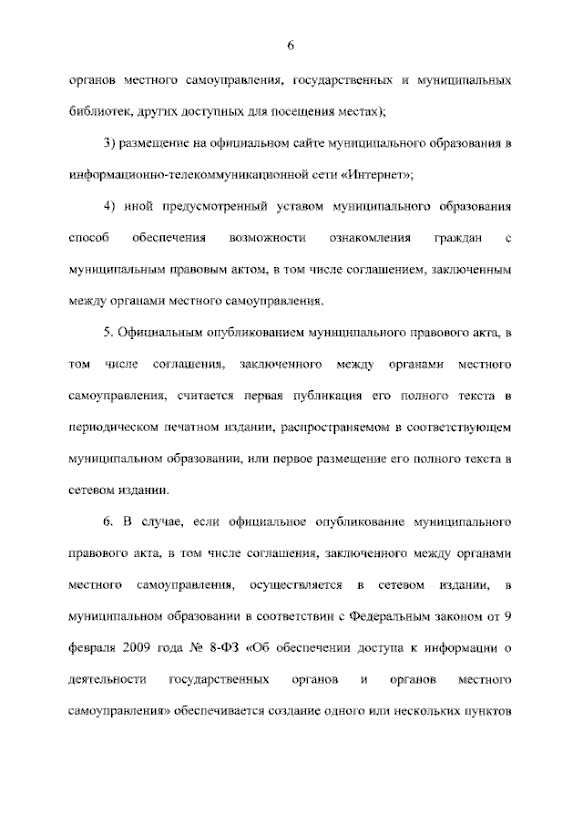 6
органов местного самоуправления, государственных и муниципальных
библиотек, других доступных для посещения местах);
3) размещение на официальном сайте муниципального образования в
информационно-телекоммуникационной сети «Интернет»;
4) иной предусмотренный уставом муниципального образования
способ обеспечения возможности ознакомления граждан с
муниципальным правовым актом, в том числе соглашением, заключенным
между органами местного самоуправления.
5. Официальным опубликованием муниципального правового акта, в
том числе соглашения, заключенного между органами местного
самоуправления, считается первая публикация его полного текста в
периодическом печатном издании, распространяемом в соответствующем
муниципальном образовании, или первое размещение его полного текста в
сетевом издании.
6. В случае, если официальное опубликование муниципального
правового акта, в том числе соглашения, заключенного между органами
местного самоуправления, осуществляется в сетевом издании, в
муниципальном образовании в соответствии с Федеральным законом от 9
февраля 2009 года № 8-ФЗ «Об обеспечении доступа к информации о
деятельности государственных органов и органов местного
самоуправления» обеспечивается создание одного или нескольких пунктов